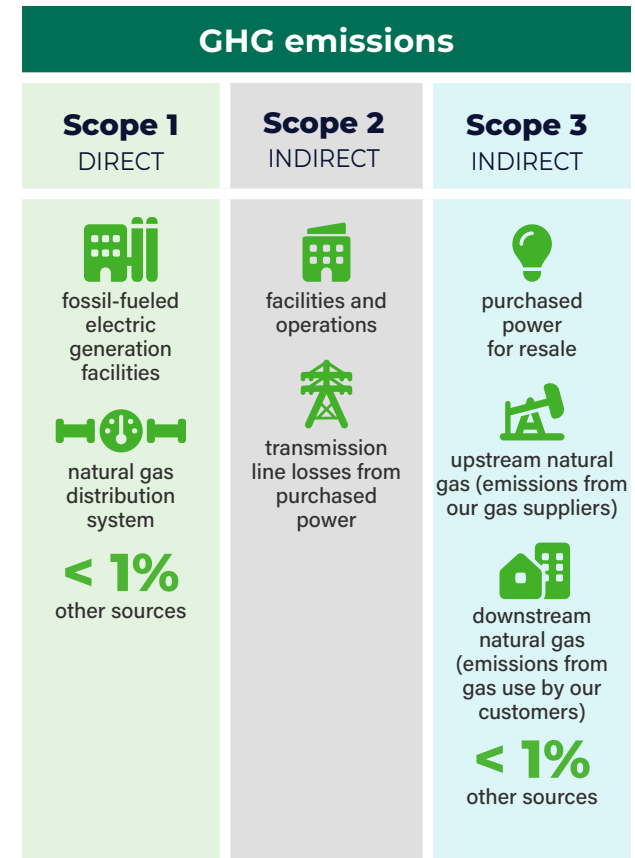 GHG emissions
Scope 1
DIRECT
fossil-fueled
electric
generation
facilities
natural gas
distribution
system
< 1%
other sources
Scope 2
INDIRECT
facilities and
operations
transmission
line losses from
purchased
power
Scope 3
INDIRECT
purchased
power
for resale
upstream natural
gas (emissions from
our gas suppliers)
downstream
natural gas
(emissions from
gas use by our
customers)
< 1%
other sources